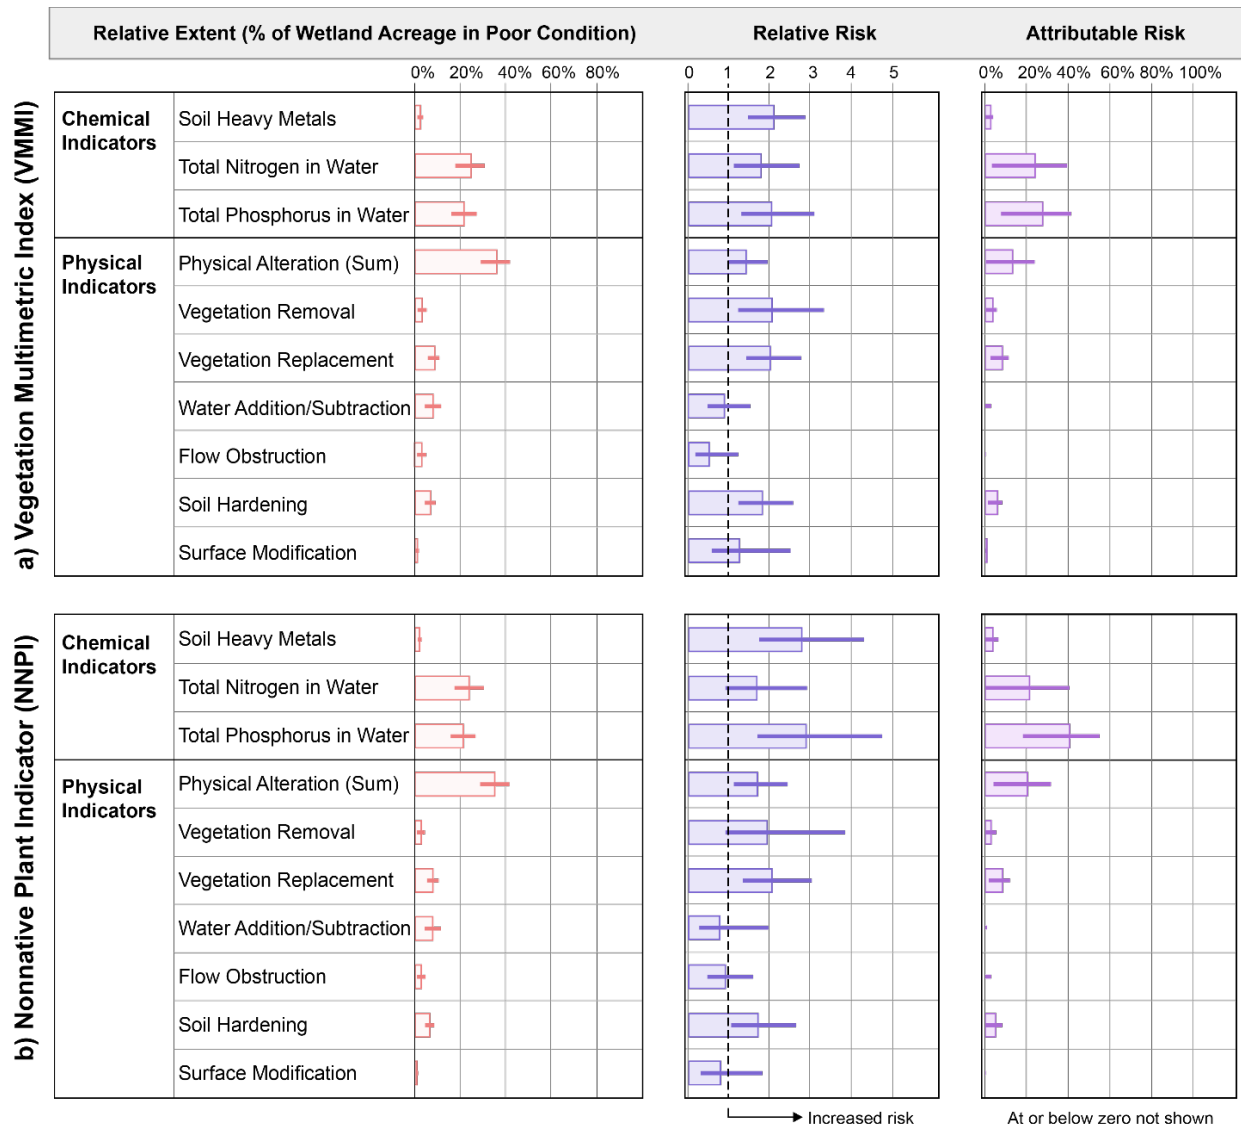 Relative Extent (% of Wetland Acreage in Poor Condition) Relative Risk Attributable Risk
0% 20% 40% 60% 80% 0 1 2 3 4 5 0% 20% 40% 60% 80% 100%
a) Vegetation Multimetric Index (VMMI)
Chemical Indicators
Soil Heavy Metals
Total Nitrogen in Water
Total Phosphorus in Water
Physical Indicators
Physical Alteration (Sum)
Vegetation Removal
Vegetation Replacement
Water Addition/Subtraction
Flow Obstruction
Soil Hardening
Surface Modification
b) Nonnative Plant Indicator (NNPI)
Chemical Indicators
Soil Heavy Metals
Total Nitrogen in Water
Total Phosphorus in Water
Physical Indicators
Physical Alteration (Sum)
Vegetation Removal
Vegetation Replacement
Water Addition/Subtraction
Flow Obstruction
Soil Hardening
Surface Modification
Increased risk At or below zero not shown